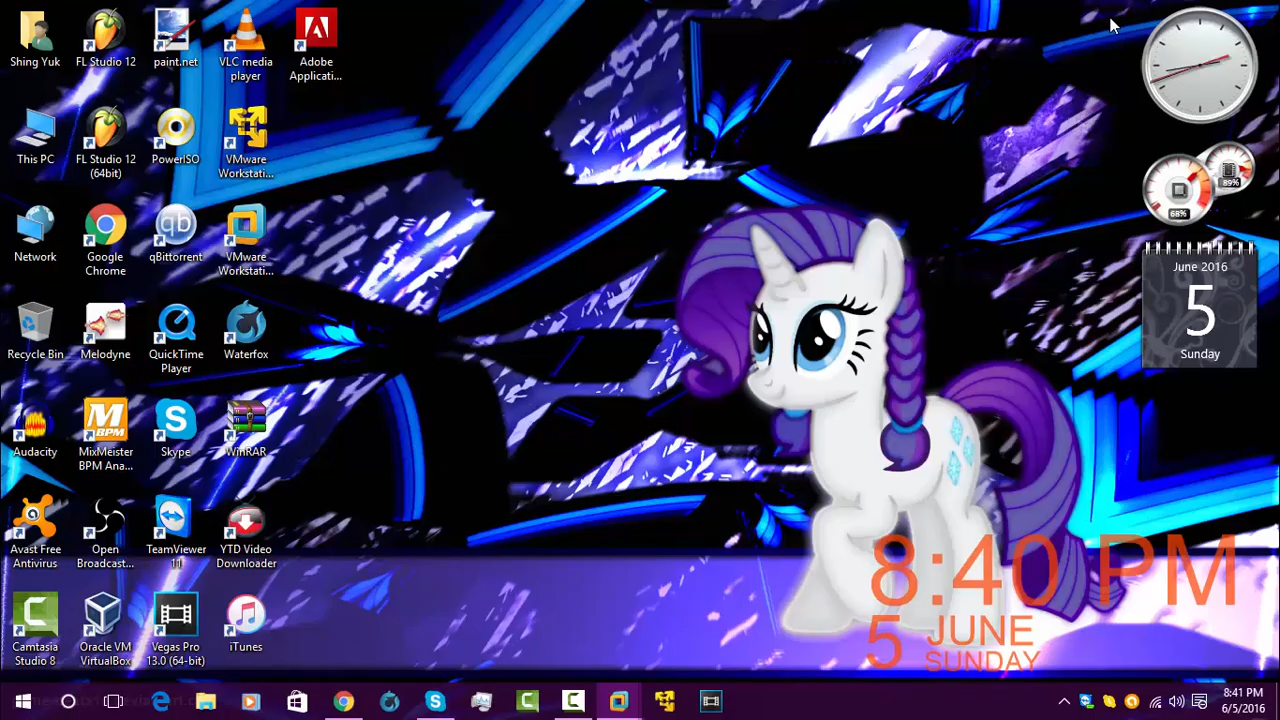 Shing Yuk
FL Studio 12
paint.net
VLC media
player
Adobe
Applicati...
This PC
FL Studio 12
(64bit)
PowerISO
VMware
Workstati...
Network
Google
Chrome
qBittorrent
VMware
Workstati...
Recycle Bin
Melodyne
QuickTime
Player
Waterfox
Audacity
MixMeister
BPM Ana...
Skype
WinRAR
Avast Free
Antivirus
Open
Broadcast...
TeamViewer
11
YTD Video
Downloader
Camtasia
Studio 8
Oracle VM
VirtualBox
Vegas Pro
13.0 (64-bit)
iTunes
89%
68%
June 2016
5
Sunday
8:40 PM
5 JUNE
SUNDAY
8:41 PM
6/5/2016